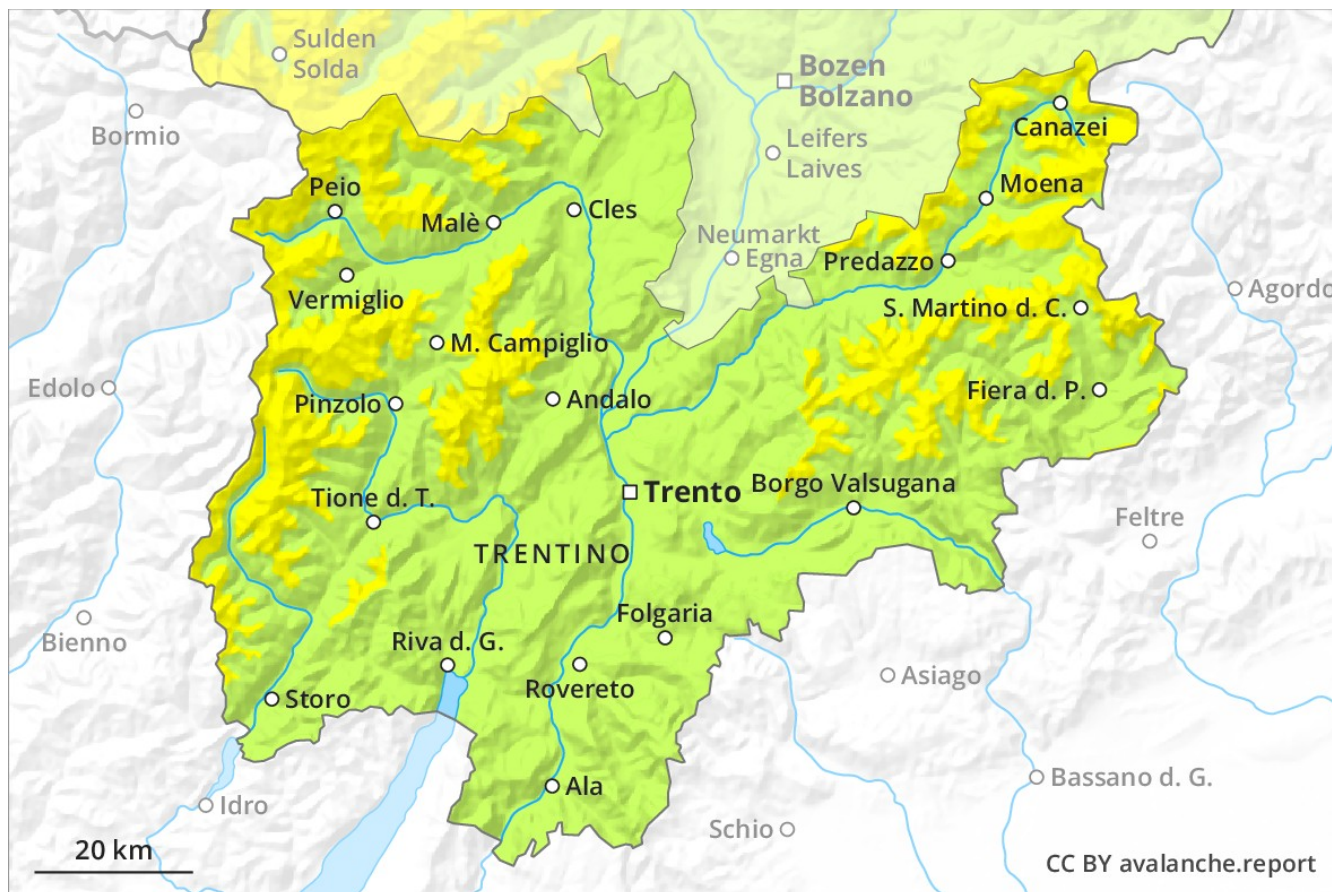 Sulden
Solda
Bormio
Bozen
Bolzano
Leifers
Laives
Canazei
Moena
Peio
Malè
Cles
Neumarkt
Egna
Predazzo
Vermiglio
Agordo
S. Martino d. C.
M. Campiglio
Edolo
Pinzolo
Andalo
Fiera d. P.
Trento
Borgo Valsugana
Tione d. T.
Feltre
TRENTINO
Bienno
Folgaria
Riva d. G.
Asiago
Rovereto
Storo
Ala
Bassano d. G.
Idro
Schio
20 km
CC BY avalanche.report